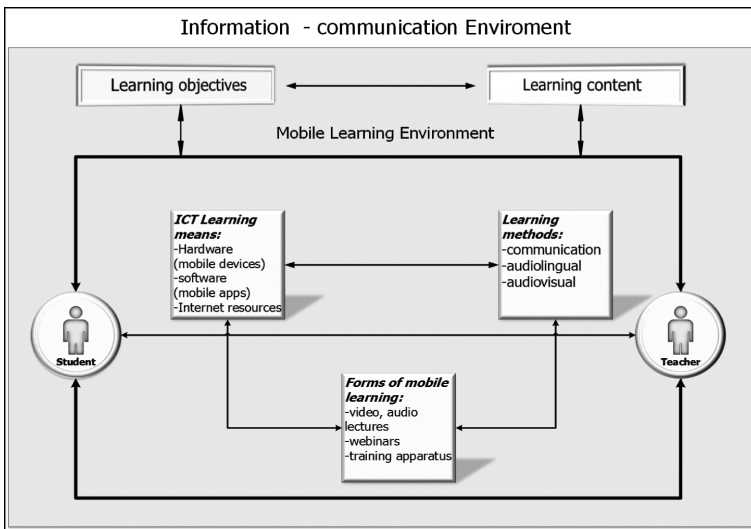 Information - communication Enviroment
Learning objectives
Learning content
Mobile Learning Environment
ICT Learning
means:
-Hardware
(mobile devices)
-software
(mobile apps)
-Internet resources
Learning
methods:
-communication
-audiolingual
-audiovisual
Student
Teacher
Forms of mobile
learning:
-video, audio
lectures
-webinars
-training apparatus